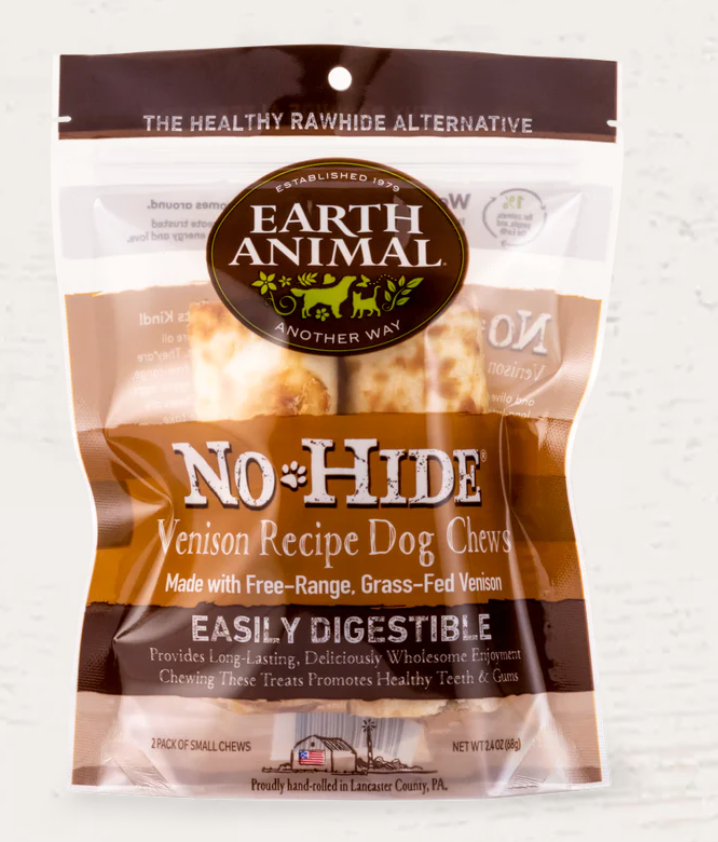 THE HEALTHY RAWHIDE ALTERNATIVE
ESTABLISHED 1979
EARTH
ANIMAL
ANOTHER WAY
NO HIDE®
Venison Recipe Dog Chews
Made with Free-Range, Grass-Fed Venison
EASILY DIGESTIBLE
Provides Long-Lasting, Deliciously Wholesome Enjoyment
Chewing These Treats Promotes Healthy Teeth & Gums
2 PACK OF SMALL CHEWS
NET WT 2.4 OZ (68g)
Proudly hand-rolled in Lancaster County, PA.